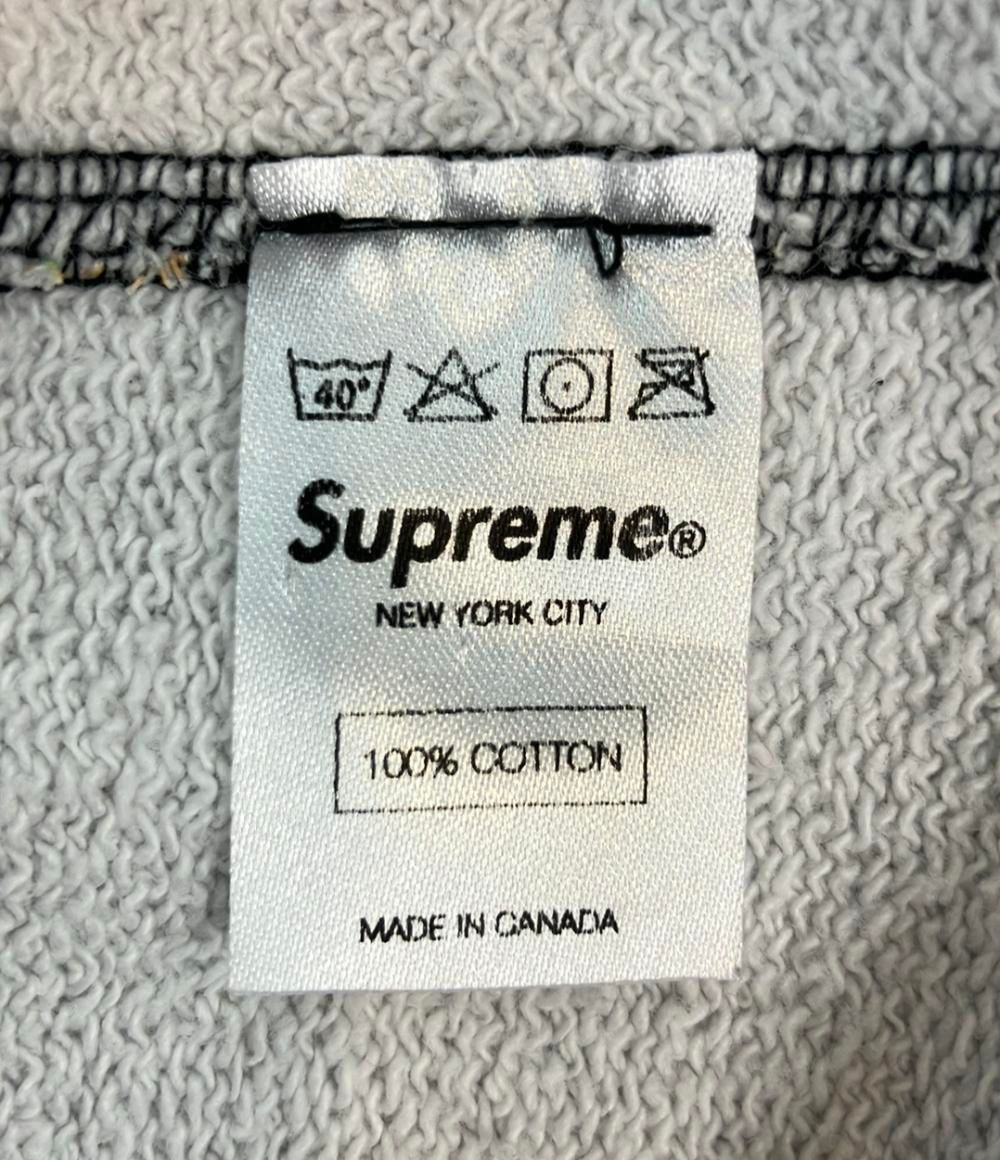 40°
Supreme®
NEW YORK CITY
100% COTTON
MADE IN CANADA